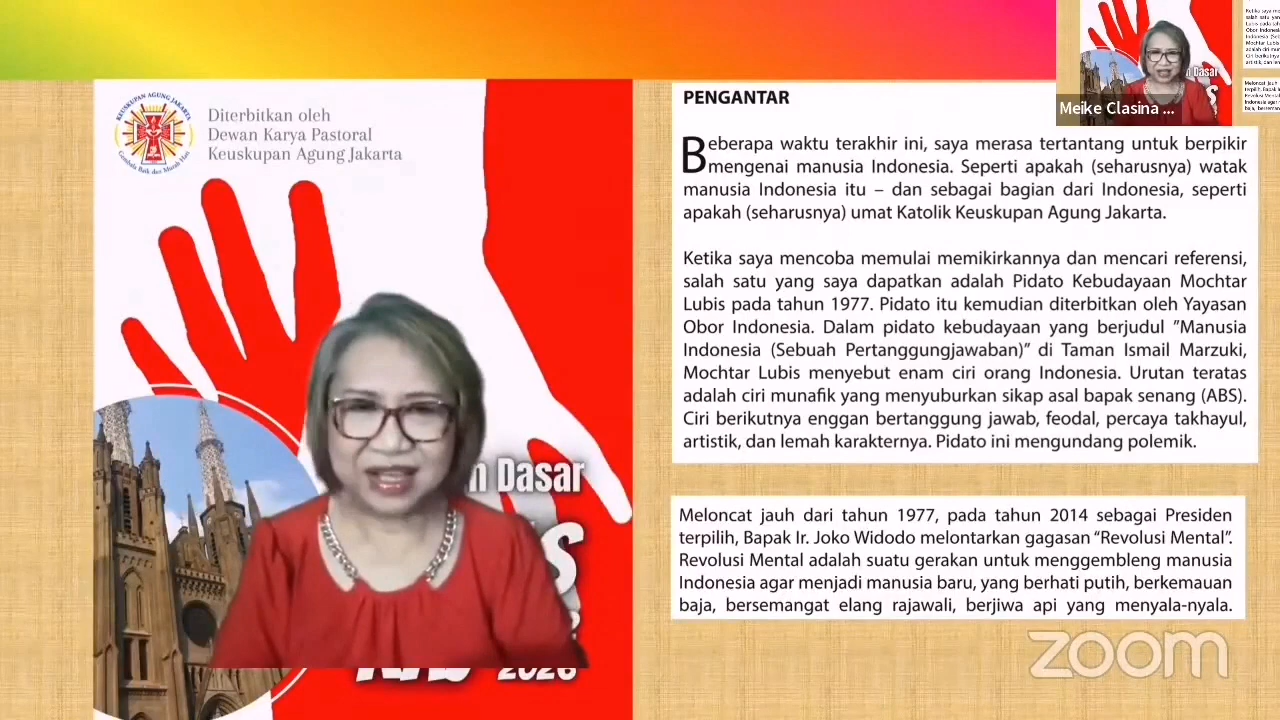 KEUSKUPAN AGUNG JAKARTA
Gembala Baik dan Murah Hati
Diterbitkan oleh
Dewan Karya Pastoral
Keuskupan Agung Jakarta
Dasar
2026
PENGANTAR
Beberapa waktu terakhir ini, saya merasa tertantang untuk berpikir
mengenai manusia Indonesia. Seperti apakah (seharusnya) watak
manusia Indonesia itu – dan sebagai bagian dari Indonesia, seperti
apakah (seharusnya) umat Katolik Keuskupan Agung Jakarta.
Ketika saya mencoba memulai memikirkannya dan mencari referensi,
salah satu yang saya dapatkan adalah Pidato Kebudayaan Mochtar
Lubis pada tahun 1977. Pidato itu kemudian diterbitkan oleh Yayasan
Obor Indonesia. Dalam pidato kebudayaan yang berjudul ”Manusia
Indonesia (Sebuah Pertanggungjawaban)” di Taman Ismail Marzuki,
Mochtar Lubis menyebut enam ciri orang Indonesia. Urutan teratas
adalah ciri munafik yang menyuburkan sikap asal bapak senang (ABS).
Ciri berikutnya enggan bertanggung jawab, feodal, percaya takhayul,
artistik, dan lemah karakternya. Pidato ini mengundang polemik.
Meloncat jauh dari tahun 1977, pada tahun 2014 sebagai Presiden
terpilih, Bapak Ir. Joko Widodo melontarkan gagasan “Revolusi Mental”.
Revolusi Mental adalah suatu gerakan untuk menggembleng manusia
Indonesia agar menjadi manusia baru, yang berhati putih, berkemauan
baja, bersemangat elang rajawali, berjiwa api yang menyala-nyala.
Meike Clasina ...
Dasar
zoom